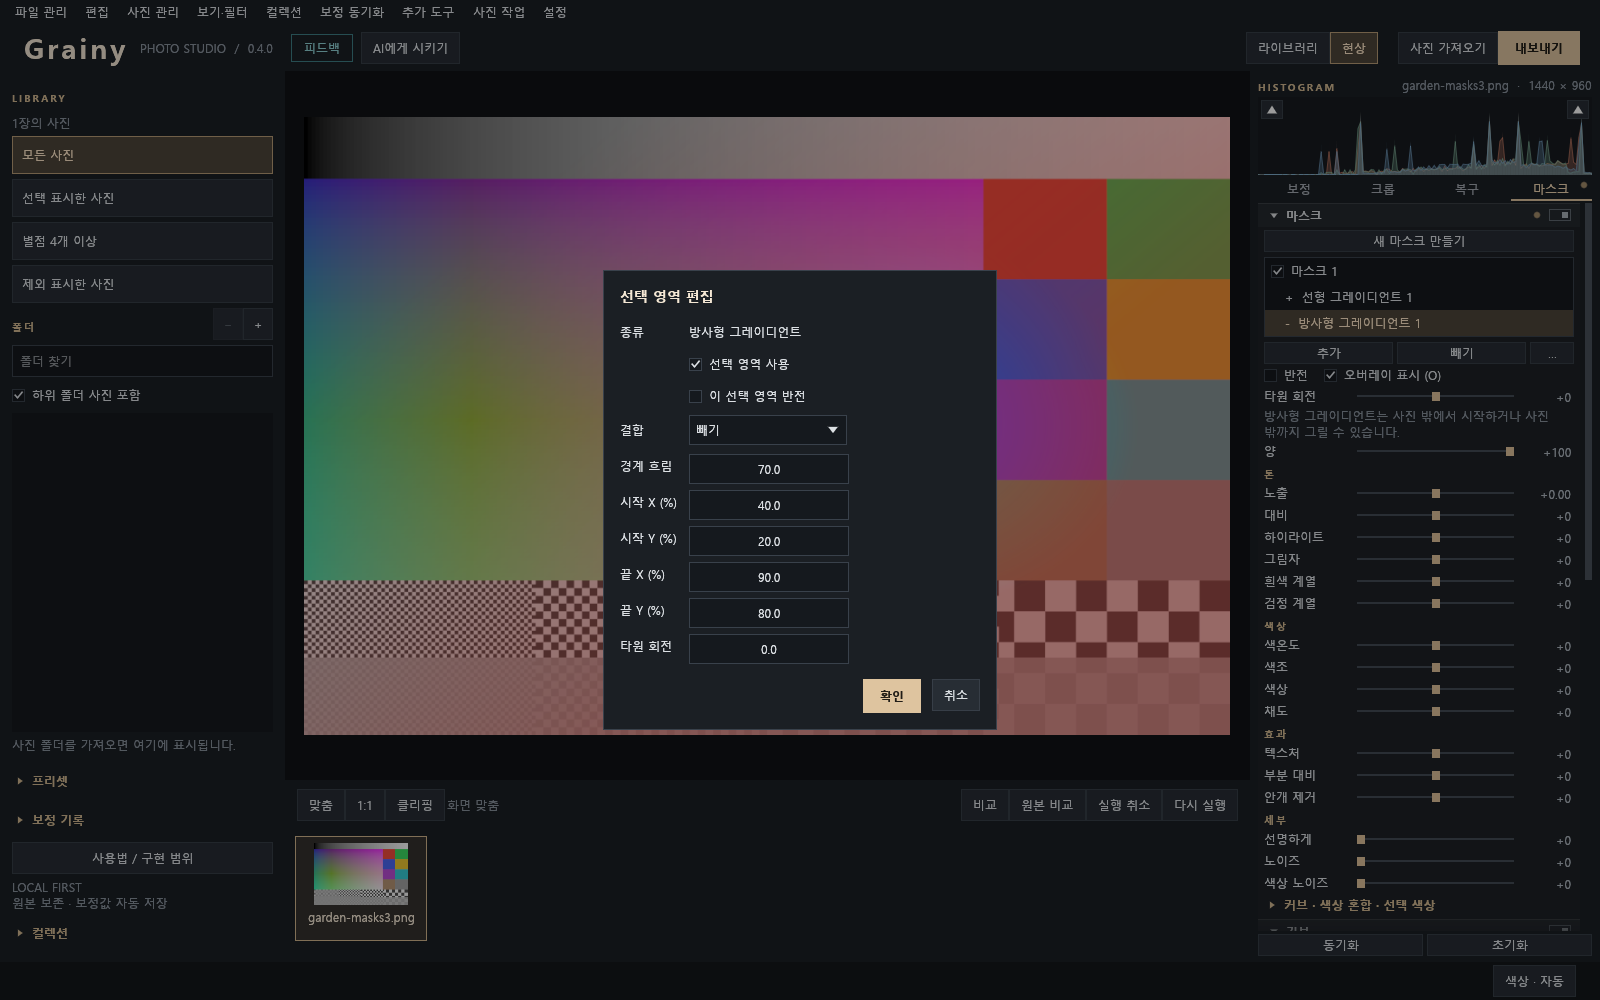 파일 관리 편집 사진 관리 보기·필터 컬렉션 보정 동기화 추가 도구 사진 작업 설정
Grainy PHOTO STUDIO / 0.4.0 피드백 AI에게 시키기 라이브러리 현상 사진 가져오기 내보내기
LIBRARY
1장의 사진
모든 사진
선택 표시한 사진
별점 4개 이상
제외 표시한 사진
폴더 - +
폴더 찾기
하위 폴더 사진 포함
사진 폴더를 가져오면 여기에 표시됩니다.
프리셋
보정 기록
사용법 / 구현 범위
LOCAL FIRST
원본 보존 · 보정값 자동 저장
컬렉션
선택 영역 편집
종류 방사형 그레이디언트
선택 영역 사용
이 선택 영역 반전
결합 빼기
경계 흐림 70.0
시작 X (%) 40.0
시작 Y (%) 20.0
끝 X (%) 90.0
끝 Y (%) 80.0
타원 회전 0.0
확인 취소
맞춤 1:1 클리핑 화면 맞춤 비교 원본 비교 실행 취소 다시 실행
garden-masks3.png
HISTOGRAM garden-masks3.png · 1440 × 960
보정 크롭 복구 마스크
마스크
새 마스크 만들기
마스크 1
+ 선형 그레이디언트 1
- 방사형 그레이디언트 1
추가 빼기 ...
반전 오버레이 표시 (O)
타원 회전 +0
방사형 그레이디언트는 사진 밖에서 시작하거나 사진
밖까지 그릴 수 있습니다.
양 +100
톤
노출 +0.00
대비 +0
하이라이트 +0
그림자 +0
흰색 계열 +0
검정 계열 +0
색상
색온도 +0
색조 +0
색상 +0
채도 +0
효과
텍스처 +0
부분 대비 +0
안개 제거 +0
세부
선명하게 +0
노이즈 +0
색상 노이즈 +0
커브 · 색상 혼합 · 선택 색상
동기화 초기화
색상 · 자동